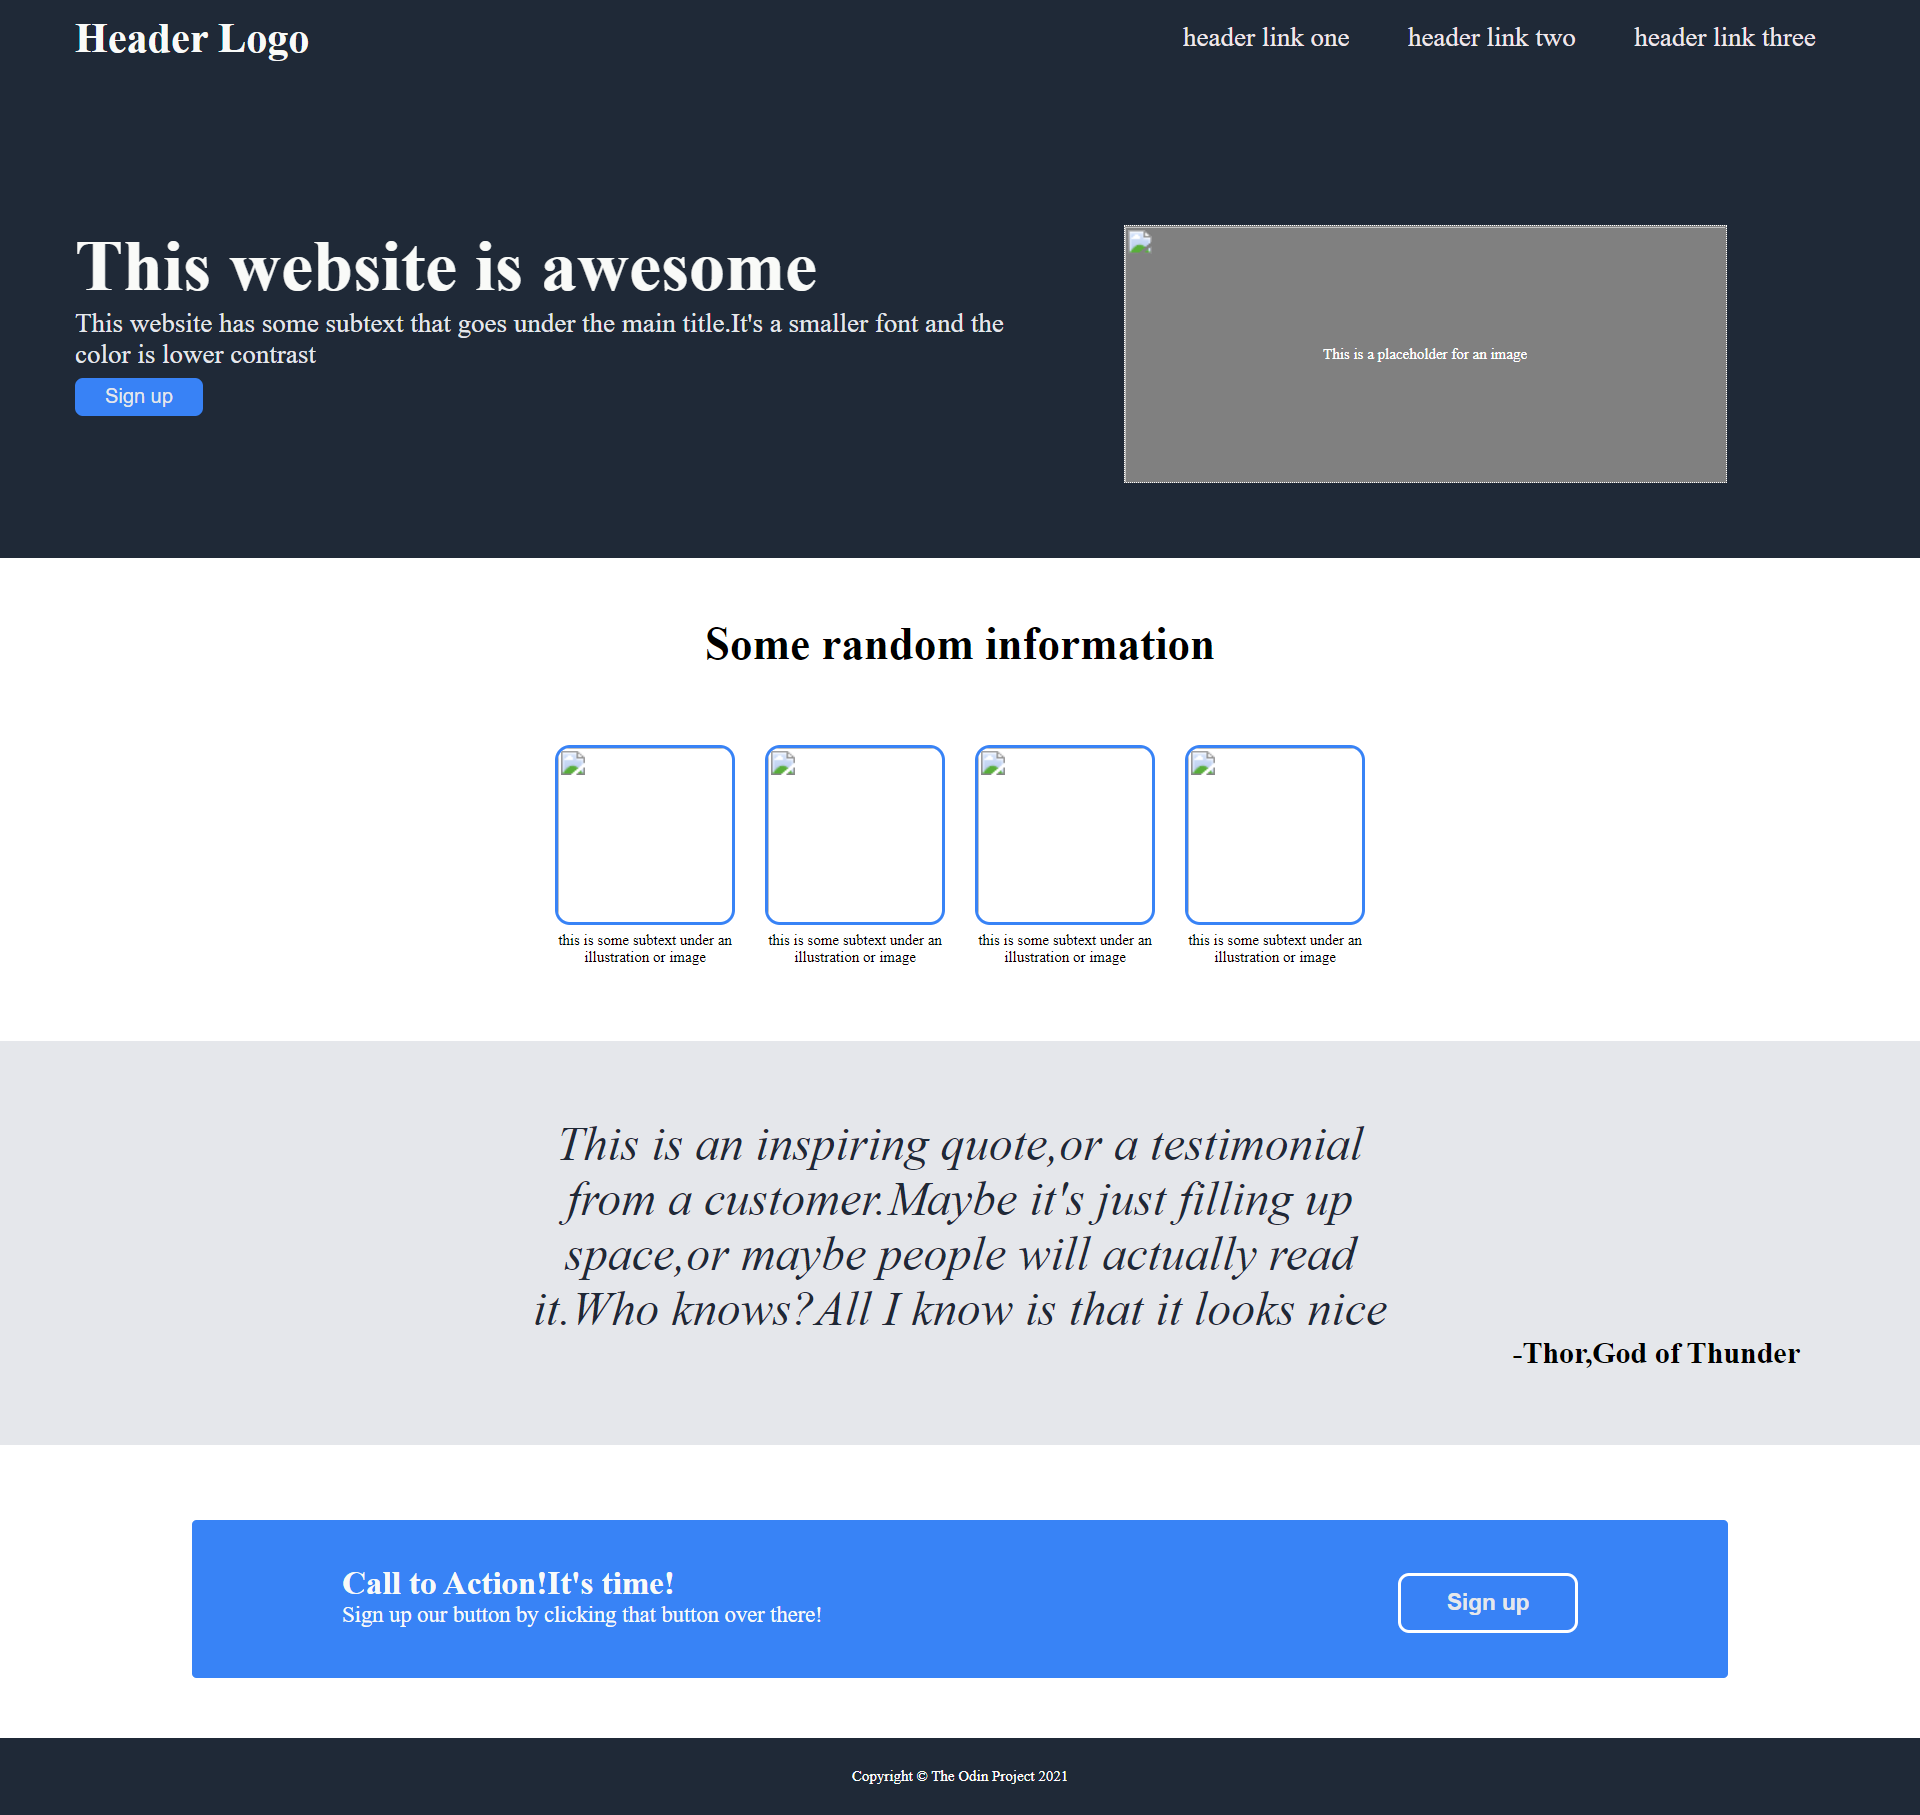 Header Logo
header link one
header link two
header link three
This website is awesome
This website has some subtext that goes under the main title.It's a smaller font and the
color is lower contrast
Sign up
This is a placeholder for an image
Some random information
this is some subtext under an
illustration or image
this is some subtext under an
illustration or image
this is some subtext under an
illustration or image
this is some subtext under an
illustration or image
This is an inspiring quote,or a testimonial
from a customer.Maybe it's just filling up
space,or maybe people will actually read
it.Who knows?All I know is that it looks nice
-Thor,God of Thunder
Call to Action!It's time!
Sign up our button by clicking that button over there!
Sign up
Copyright © The Odin Project 2021